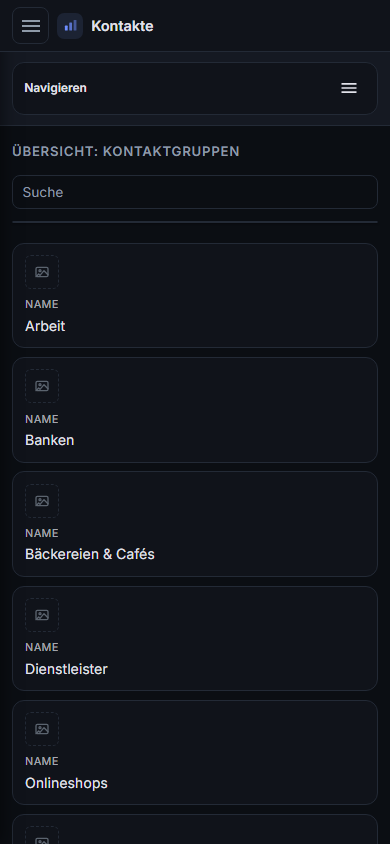 Kontakte
Navigieren
ÜBERSICHT: KONTAKTGRUPPEN
Suche
NAME
Arbeit
NAME
Banken
NAME
Bäckereien & Cafés
NAME
Dienstleister
NAME
Onlineshops